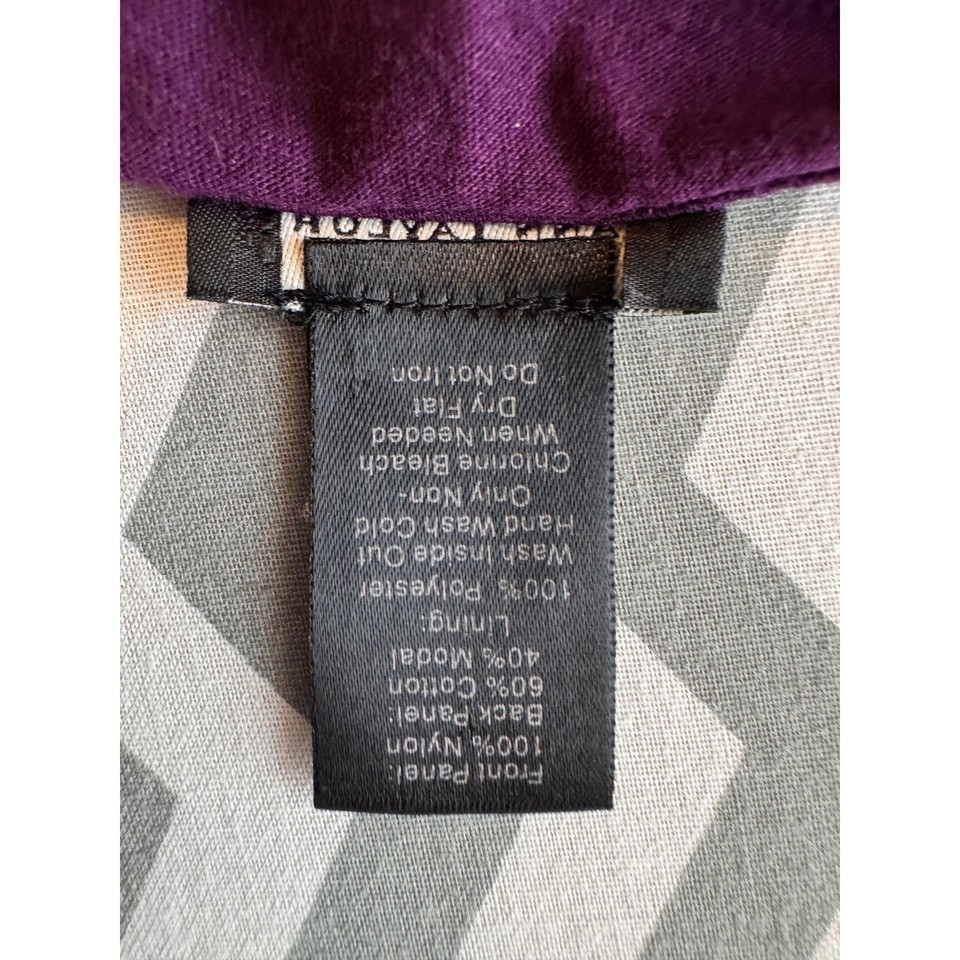 Front Panel:
100% Nylon
Back Panel:
60% Cotton
40% Modal
Lining:
100% Polyester
Wash Inside Out
Hand Wash Cold
Only Non-
Chlorine Bleach
When Needed
Dry Flat
Do Not Iron